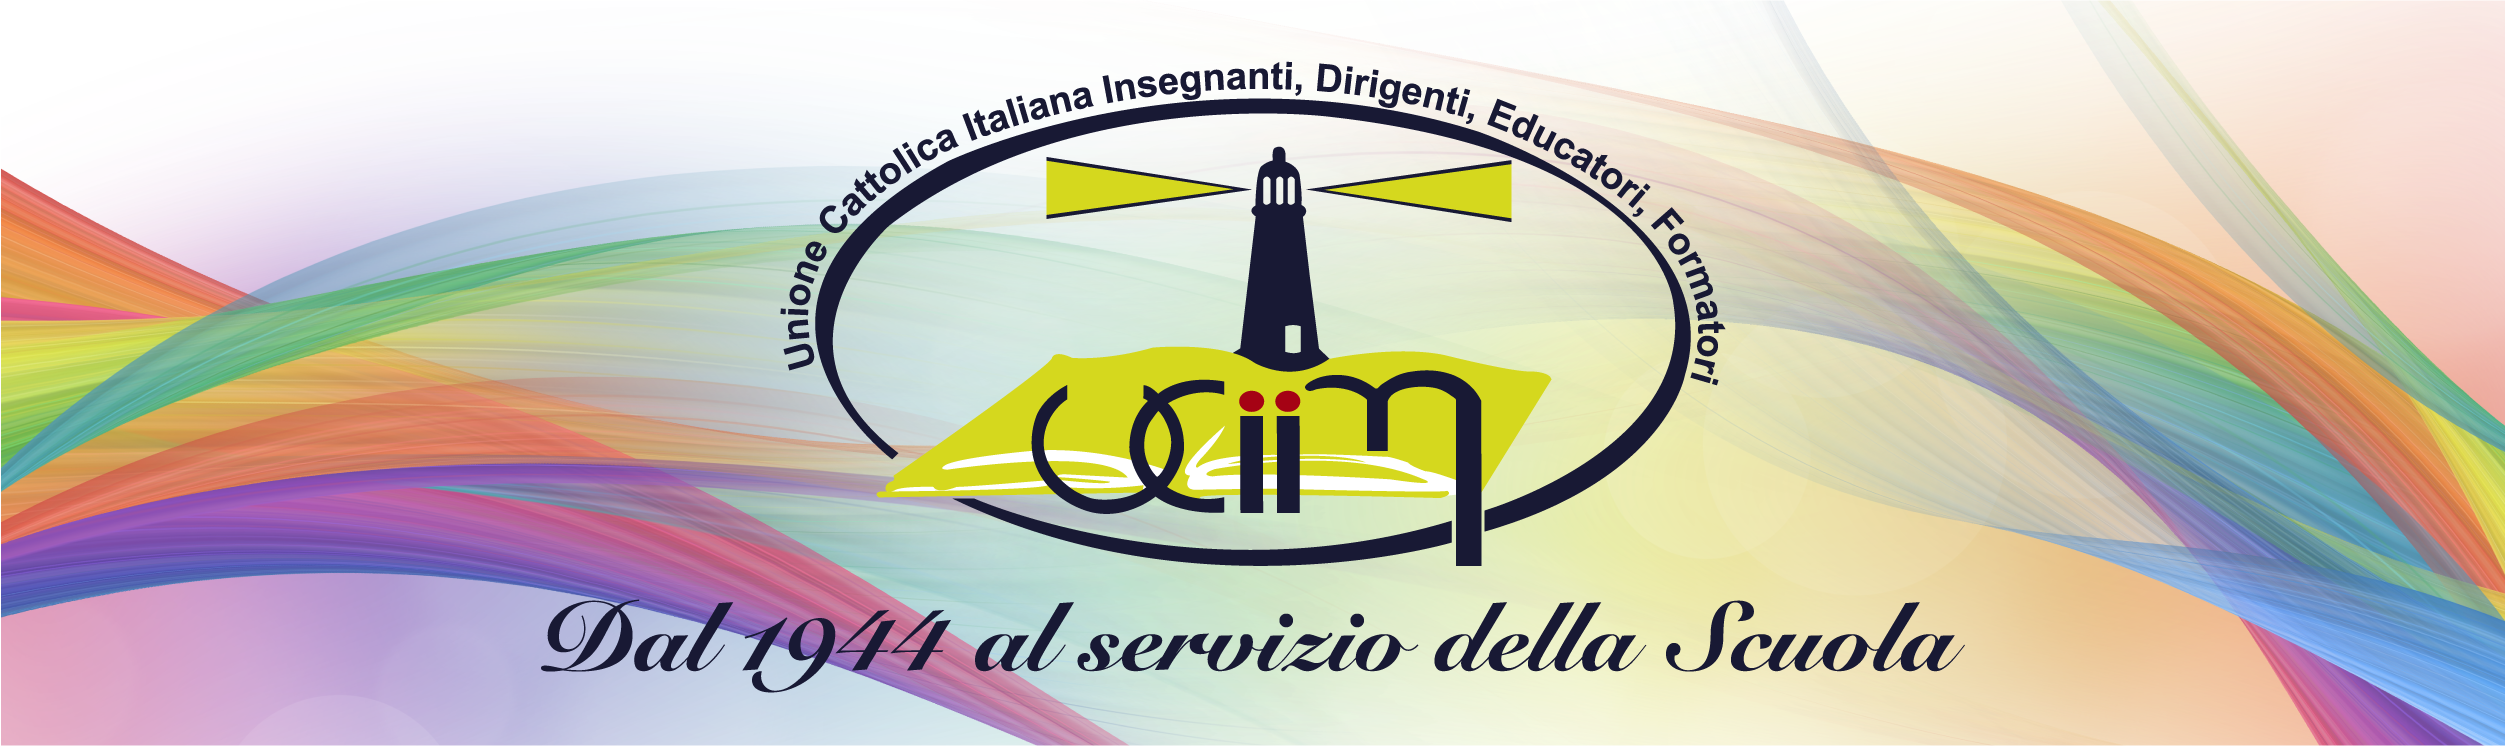 Unione Cattolica Italiana Insegnanti, Dirigenti, Educatori, Formatori
uciim
Dal 1944 al servizio della Scuola